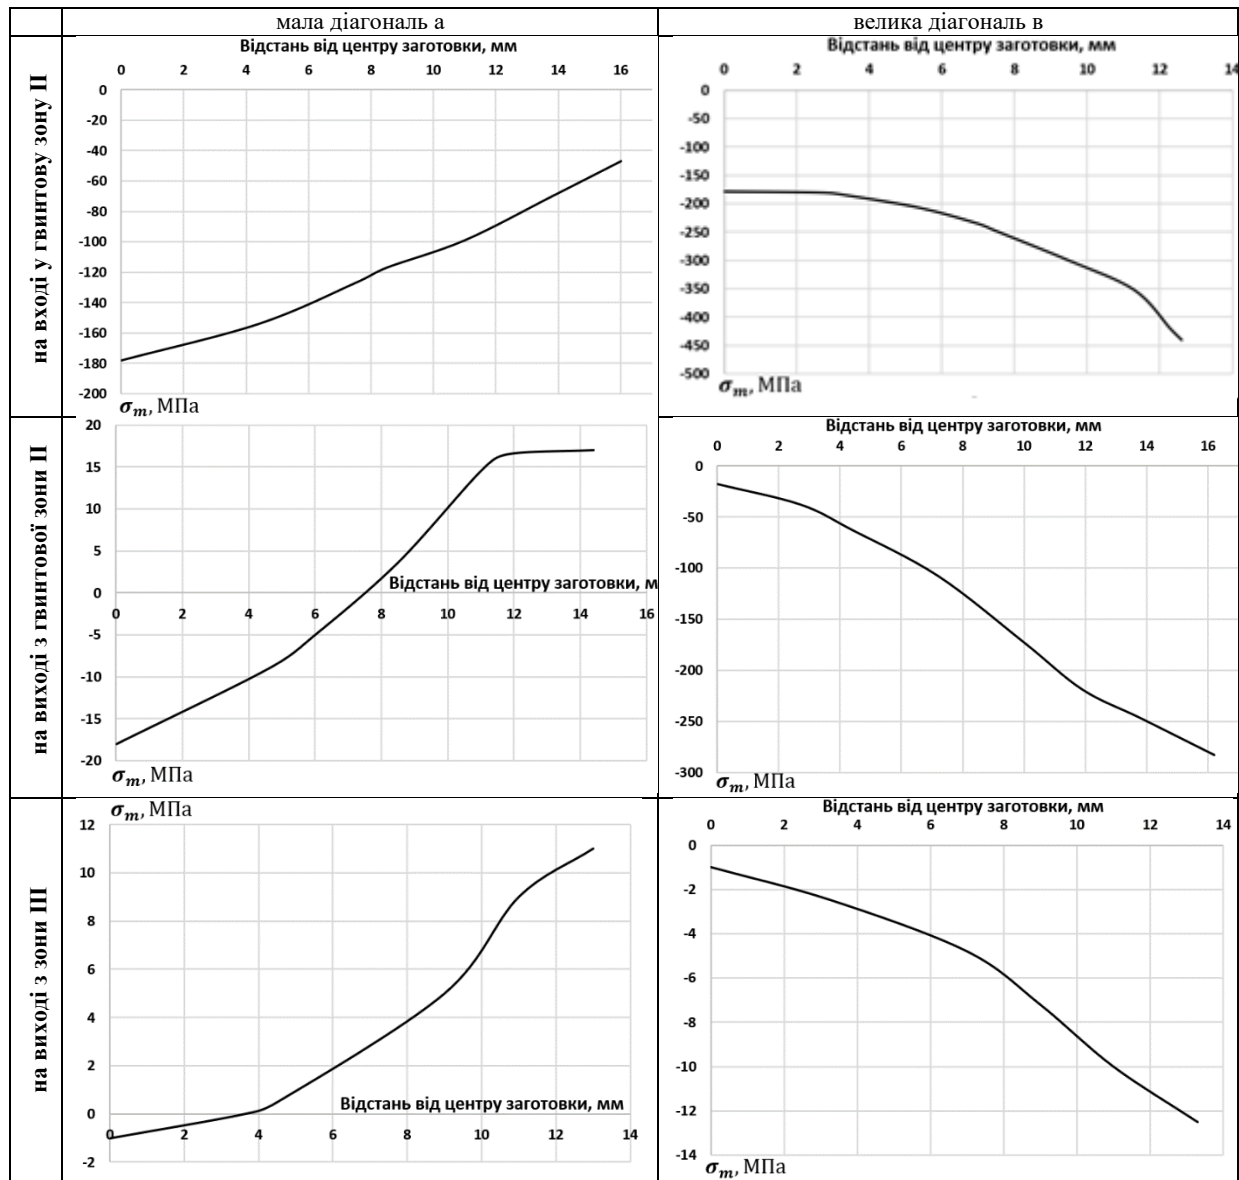 мала діагональ а
велика діагональ в
на вході у гвинтову зону II
Відстань від центру заготовки, мм
0 2 4 6 8 10 12 14 16
0
-20
-40
-60
-80
-100
-120
-140
-160
-180
-200
σm, МПа
Відстань від центру заготовки, мм
0 2 4 6 8 10 12 14
0
-50
-100
-150
-200
-250
-300
-350
-400
-450
-500
σm, МПа
на виході з гвинтової зони II
20
15
10
5
Відстань від центру заготовки, м
0
0 2 4 6 8 10 12 14 16
-5
-10
-15
-20
σm, МПа
Відстань від центру заготовки, мм
0 2 4 6 8 10 12 14 16
0
-50
-100
-150
-200
-250
-300
σm, МПа
на виході з зони III
σm, МПа
12
10
8
6
4
2
Відстань від центру заготовки, мм
0
0 2 4 6 8 10 12 14
-2
Відстань від центру заготовки, мм
0 2 4 6 8 10 12 14
0
-2
-4
-6
-8
-10
-12
-14
σm, МПа